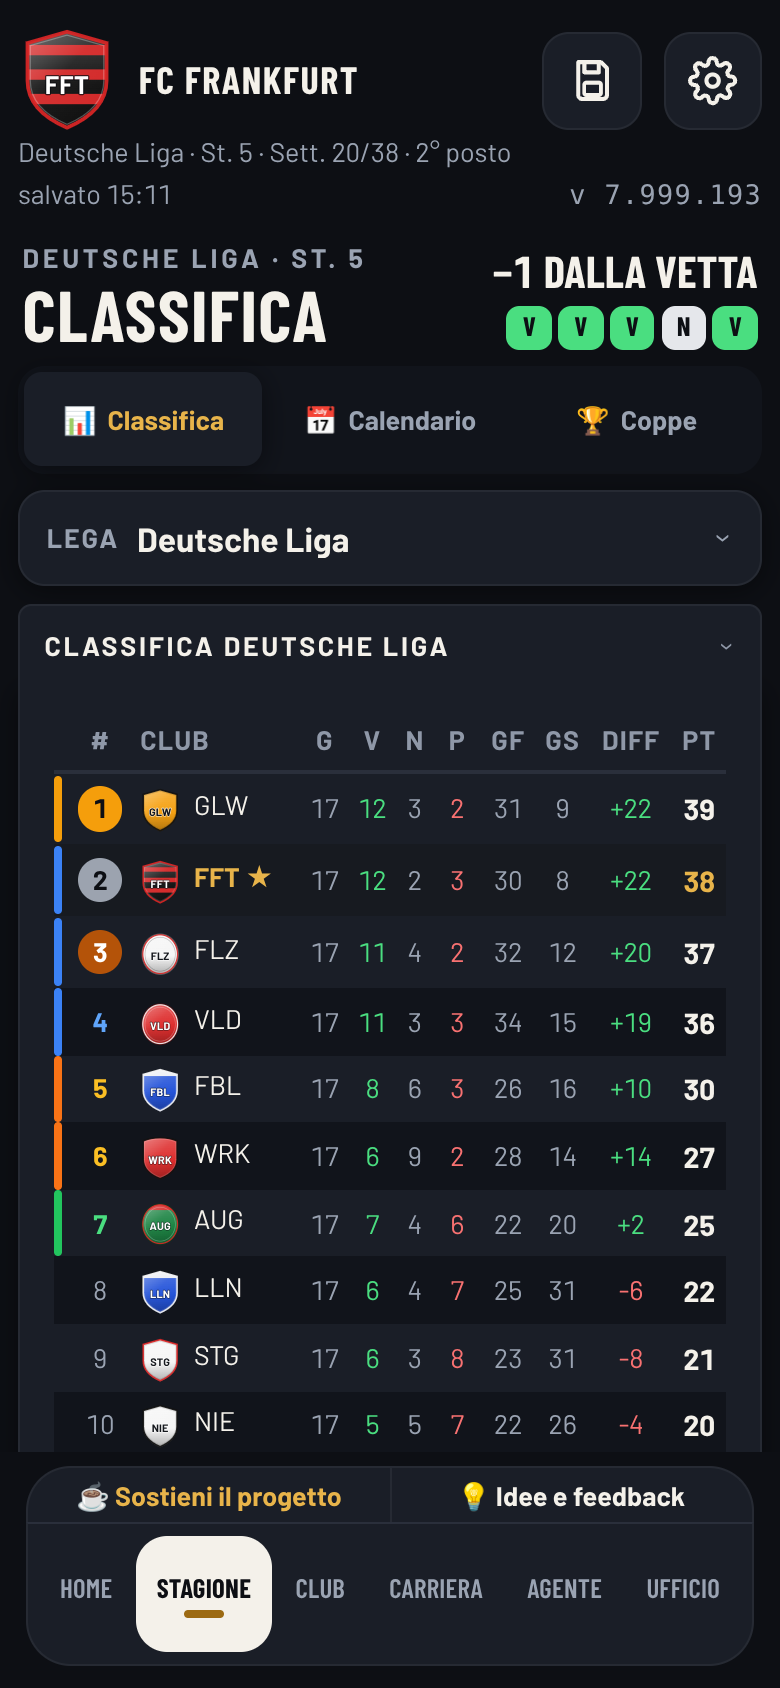 FFT FC FRANKFURT
Deutsche Liga · St. 5 · Sett. 20/38 · 2° posto
salvato 15:11 v 7.999.193
DEUTSCHE LIGA · ST. 5
CLASSIFICA
−1 DALLA VETTA
V V V N V
📊 Classifica 📅 Calendario 🏆 Coppe
LEGA Deutsche Liga
CLASSIFICA DEUTSCHE LIGA
# CLUB G V N P GF GS DIFF PT
1 GLW GLW 17 12 3 2 31 9 +22 39
2 FFT FFT ★ 17 12 2 3 30 8 +22 38
3 FLZ FLZ 17 11 4 2 32 12 +20 37
4 VLD VLD 17 11 3 3 34 15 +19 36
5 FBL FBL 17 8 6 3 26 16 +10 30
6 WRK WRK 17 6 9 2 28 14 +14 27
7 AUG AUG 17 7 4 6 22 20 +2 25
8 LLN LLN 17 6 4 7 25 31 -6 22
9 STG STG 17 6 3 8 23 31 -8 21
10 NIE NIE 17 5 5 7 22 26 -4 20
☕ Sostieni il progetto 💡 Idee e feedback
HOME STAGIONE CLUB CARRIERA AGENTE UFFICIO